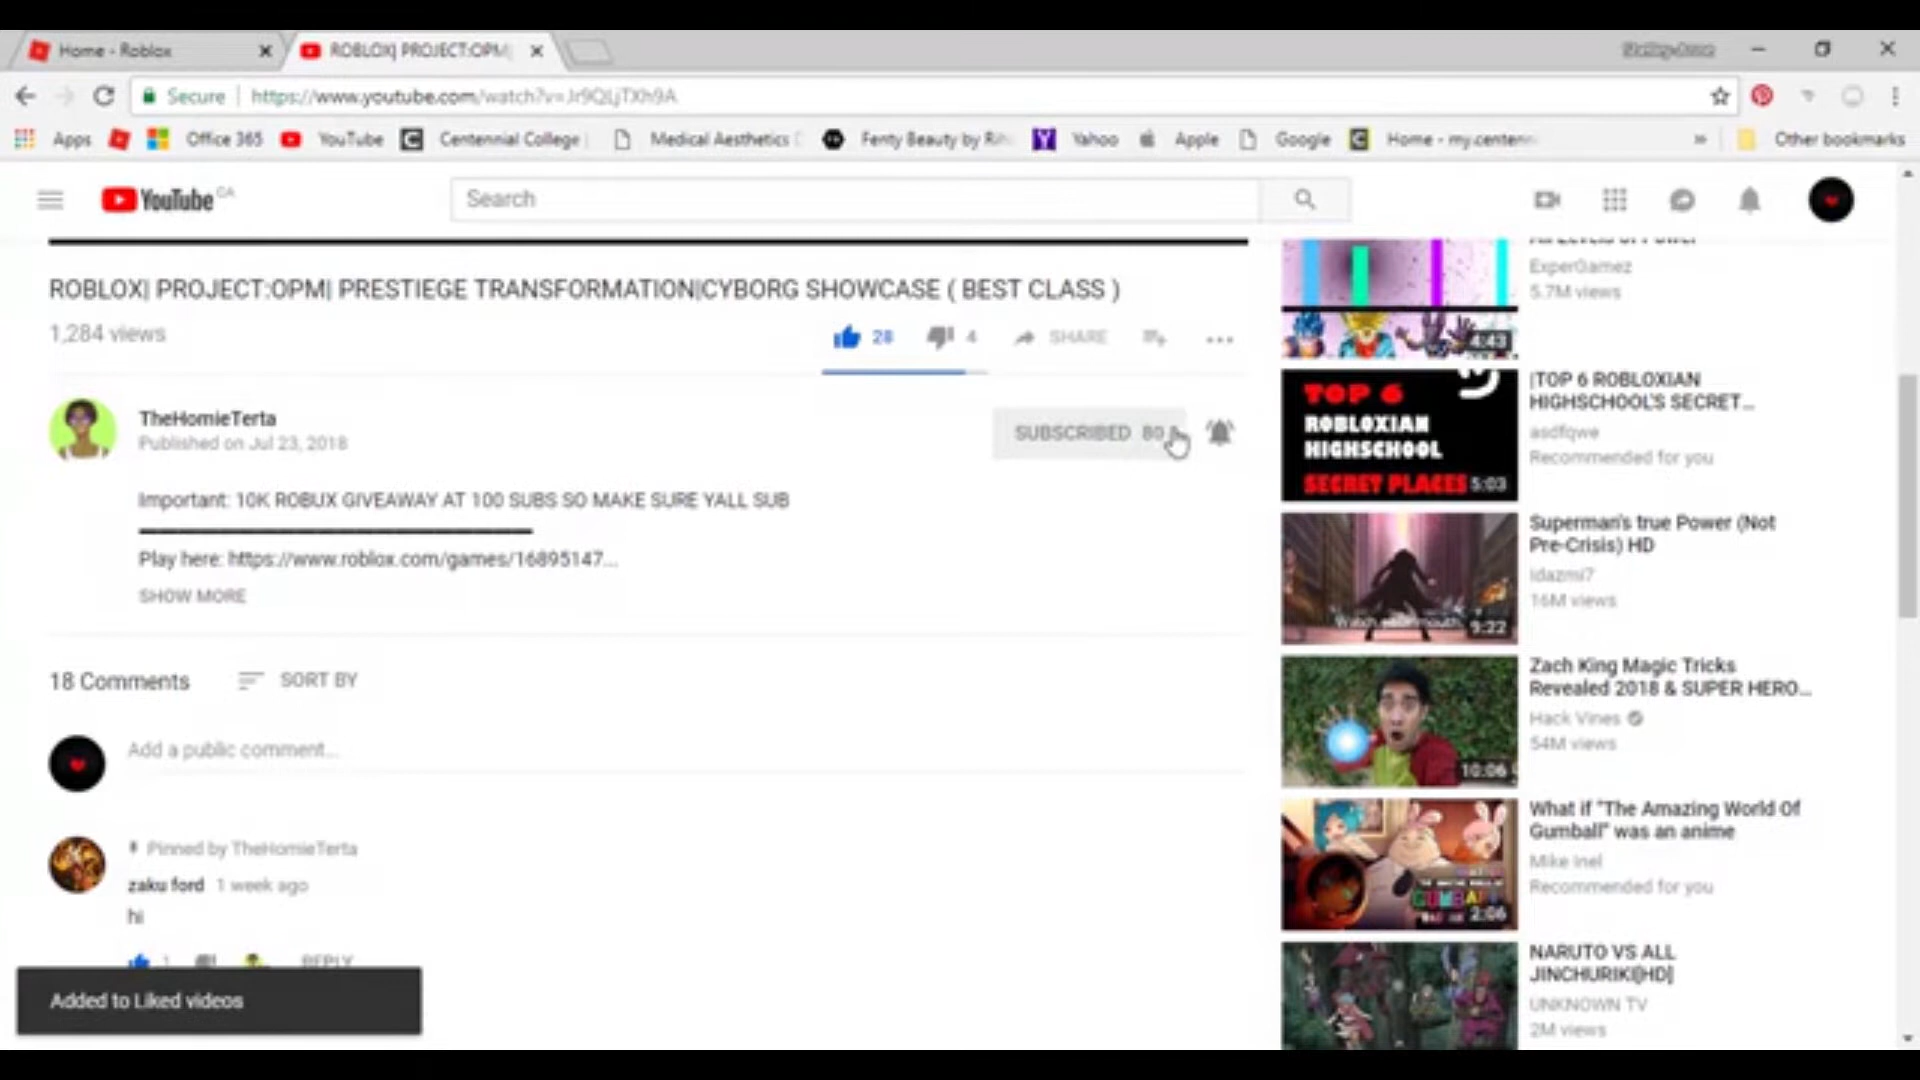 Home - Roblox
ROBLOX| PROJECT:OPM|
Secure
https://www.youtube.com/watch?v=Jr9QLjTXh9A
Apps
Office 365
YouTube
Centennial College |
Medical Aesthetics
Fenty Beauty by
Yahoo
Apple
Google
Home - my.centenn
Other bookmarks
YouTube CA
Search
ROBLOX| PROJECT:OPM| PRESTIEGE TRANSFORMATION|CYBORG SHOWCASE ( BEST CLASS )
1,284 views
28
4
SHARE
TheHomieTerta
Published on Jul 23, 2018
SUBSCRIBED 80
Important: 10K ROBUX GIVEAWAY AT 100 SUBS SO MAKE SURE YALL SUB
Play here: https://www.roblox.com/games/16895147...
SHOW MORE
18 Comments
SORT BY
Add a public comment...
Pinned by TheHomieTerta
zaku ford 1 week ago
hi
1
REPLY
Added to Liked videos
ExperGamez
5.7M views
4:43
TOP 6
ROBLOXIAN
HIGHSCHOOL
SECRET PLACES 5:03
|TOP 6 ROBLOXIAN
HIGHSCHOOL'S SECRET...
asdfqwe
Recommended for you
9:22
Superman's true Power (Not
Pre-Crisis) HD
Idazmi7
16M views
10:06
Zach King Magic Tricks
Revealed 2018 & SUPER HERO...
Hack Vines
54M views
GUMBALL
2:06
What if "The Amazing World Of
Gumball" was an anime
Mike Inel
Recommended for you
NARUTO VS ALL
JINCHURIKI[HD]
UNKNOWN TV
2M views